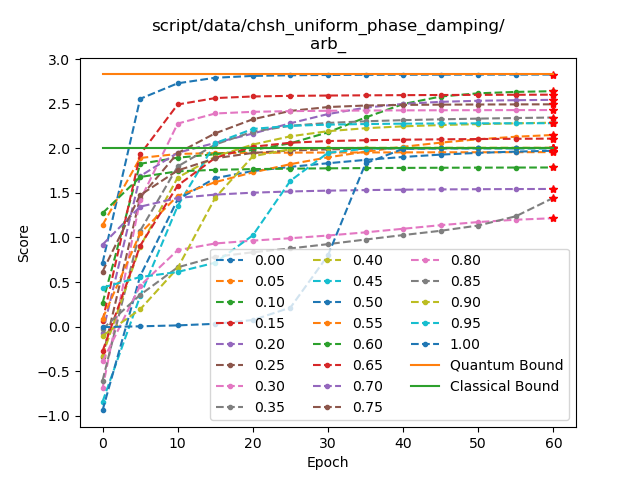 script/data/chsh_uniform_phase_damping/
arb_
Score
3.0
2.5
2.0
1.5
1.0
0.5
0.0
−0.5
−1.0
0.00 0.40 0.80
0.05 0.45 0.85
0.10 0.50 0.90
0.15 0.55 0.95
0.20 0.60 1.00
0.25 0.65 Quantum Bound
0.30 0.70 Classical Bound
0.35 0.75
0 10 20 30 40 50 60
Epoch